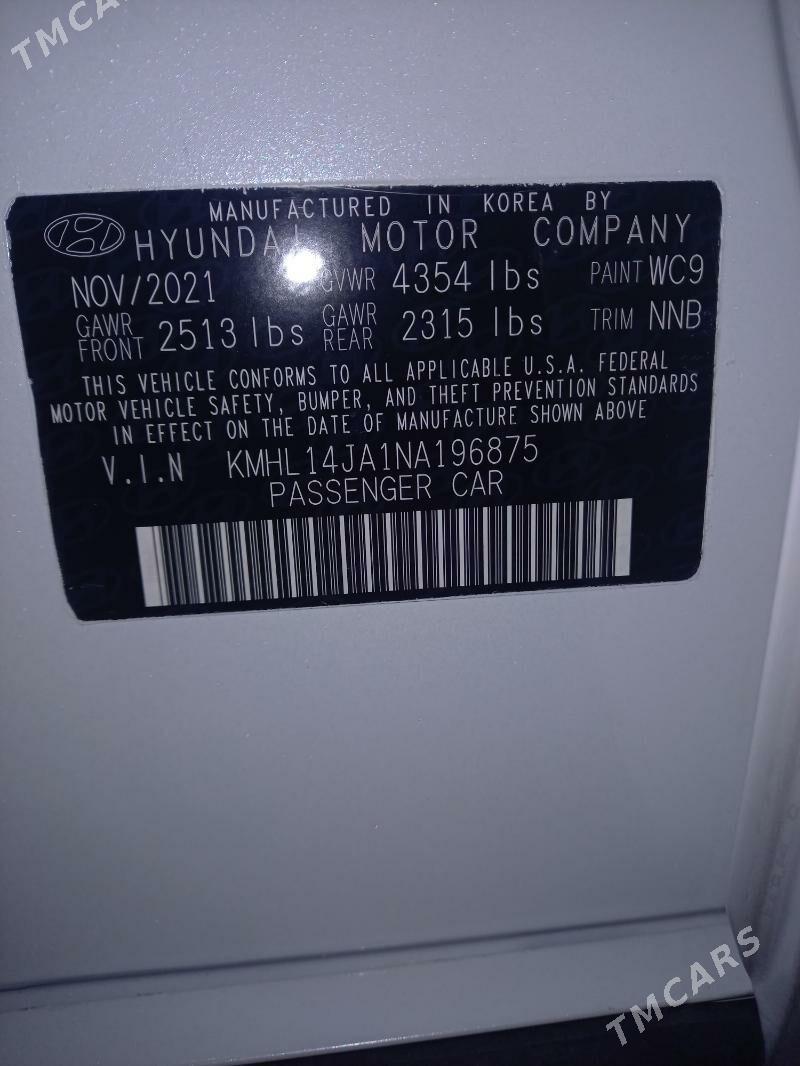 TMCARS
MANUFACTURED IN KOREA BY
HYUNDAI MOTOR COMPANY
NOV/2021 GVWR 4354 lbs PAINT WC9
GAWR FRONT 2513 lbs GAWR REAR 2315 lbs TRIM NNB
THIS VEHICLE CONFORMS TO ALL APPLICABLE U.S.A. FEDERAL
MOTOR VEHICLE SAFETY, BUMPER, AND THEFT PREVENTION STANDARDS
IN EFFECT ON THE DATE OF MANUFACTURE SHOWN ABOVE
V.I.N KMHL14JA1NA196875
PASSENGER CAR
TMCARS